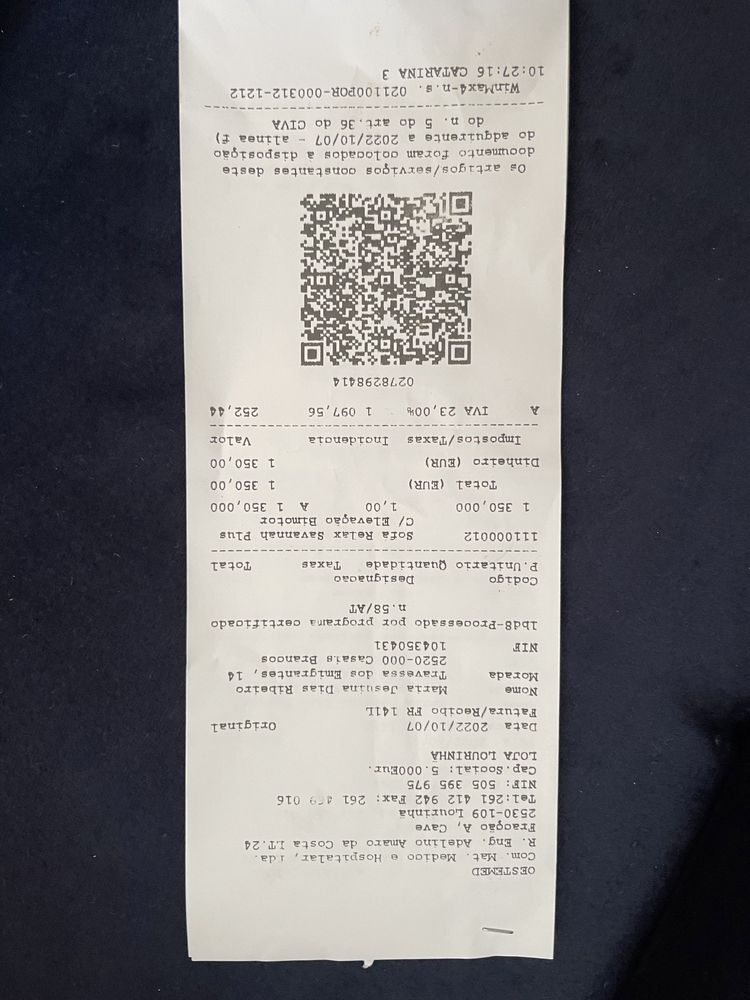 OESTEMED
Com. Mat. Medico e Hospitalar, Lda.
R. Eng. Adelino Amaro da Costa LT.24
Fracção A, Cave
2530-109 Lourinhã
Tel:261 412 942 Fax: 261 016
NIF: 505 395 975
Cap.Social: 5.000Eur.
LOJA LOURINHÃ
Data 2022/10/07 Original
Fatura/Recibo FR 141L
Nome Maria Jesuina Dias Ribeiro
Morada Travessa dos Emigrantes, 14
2520-000 Casais Brancos
NIF 104350431
1bd8-Processado por programa certificado
n.58/AT
Codigo Designacao
P.Unitario Quantidade Taxas Total
111000012 Sofa Relax Savannah Plus
C/ Elevação Bimotor
1 350,000 1,00 A 1 350,000
Total (EUR) 1 350,00
Dinheiro (EUR) 1 350,00
Impostos/Taxas Incidencia Valor
A IVA 23,00% 1 097,56 252,44
0278298414
Os artigos/serviços constantes deste
documento foram colocados a disposição
do adquirente a 2022/10/07 - alinea f)
do n. 5 do art.36 do CIVA
WinMax4-n.s. 021100POR-000312-1212
10:27:16 CATARINA 3